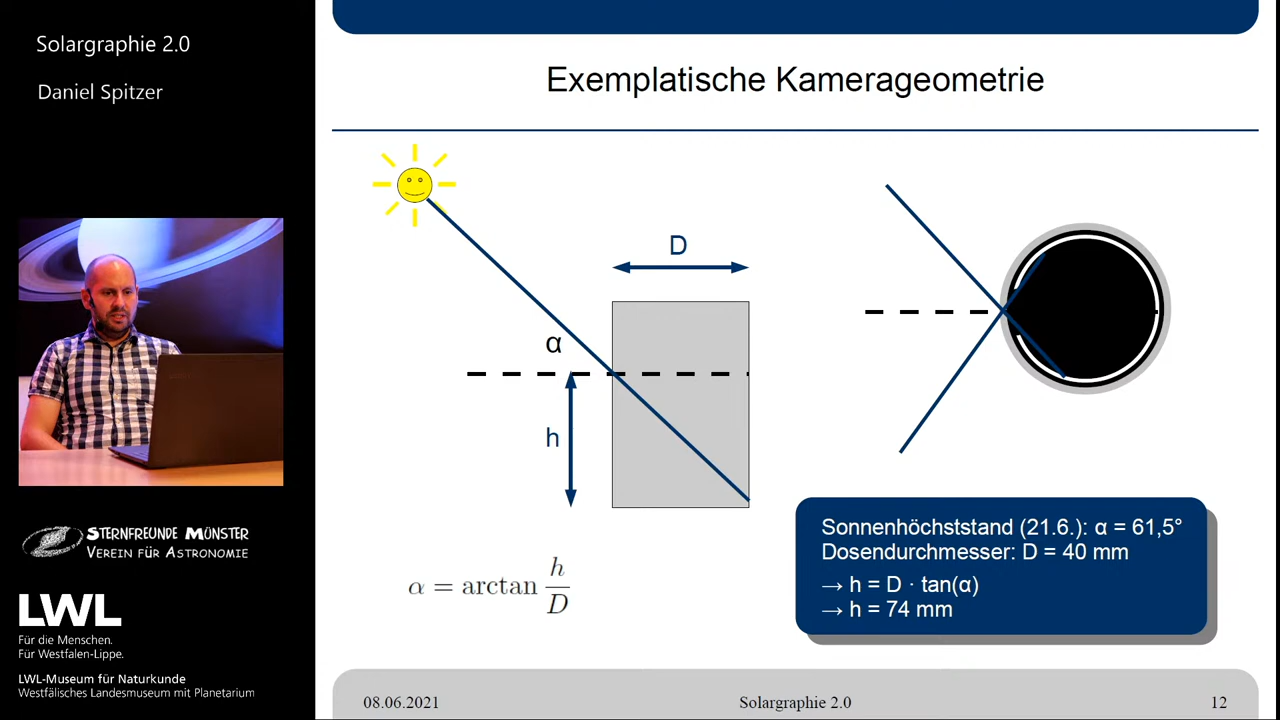 Solargraphie 2.0
Daniel Spitzer
STERNFREUNDE MÜNSTER
VEREIN FÜR ASTRONOMIE
LWL
Für die Menschen.
Für Westfalen-Lippe.
LWL-Museum für Naturkunde
Westfälisches Landesmuseum mit Planetarium
Exemplatische Kamerageometrie
D
α
h
α = arctan h/D
Sonnenhöchststand (21.6.): α = 61,5°
Dosendurchmesser: D = 40 mm
→ h = D · tan(α)
→ h = 74 mm
08.06.2021
Solargraphie 2.0
12